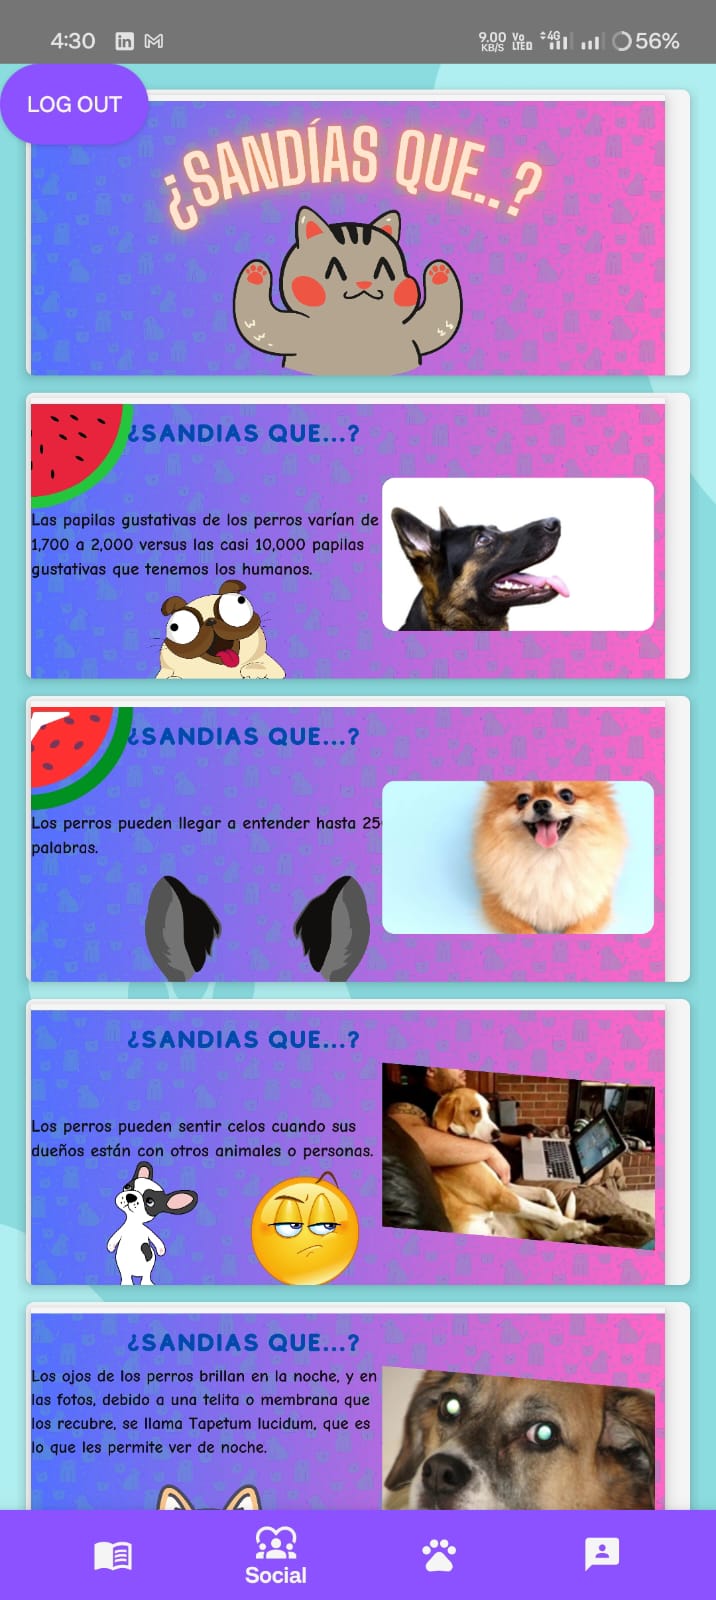 4:30
9.00 KB/S
Vo LTED
4G
56%
LOG OUT
¿SANDÍAS QUE..?
¿SANDIAS QUE...?
Las papilas gustativas de los perros varían de
1,700 a 2,000 versus las casi 10,000 papilas
gustativas que tenemos los humanos.
¿SANDIAS QUE...?
Los perros pueden llegar a entender hasta
palabras.
¿SANDIAS QUE...?
Los perros pueden sentir celos cuando sus
dueños están con otros animales o personas.
¿SANDIAS QUE...?
Los ojos de los perros brillan en la noche, y en
las fotos, debido a una telita o membrana que
los recubre, se llama Tapetum lucidum, que es
lo que les permite ver de noche.
Social